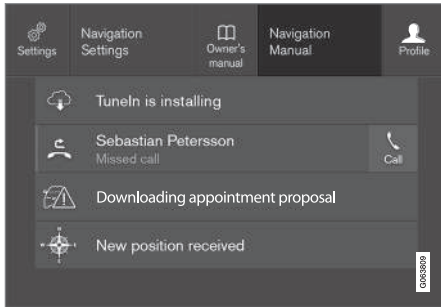 Settings
Navigation
Settings
Owner's
manual
Navigation
Manual
Profile
TuneIn is installing
Sebastian Petersson
Missed call
Call
Downloading appointment proposal
New position received
G063809